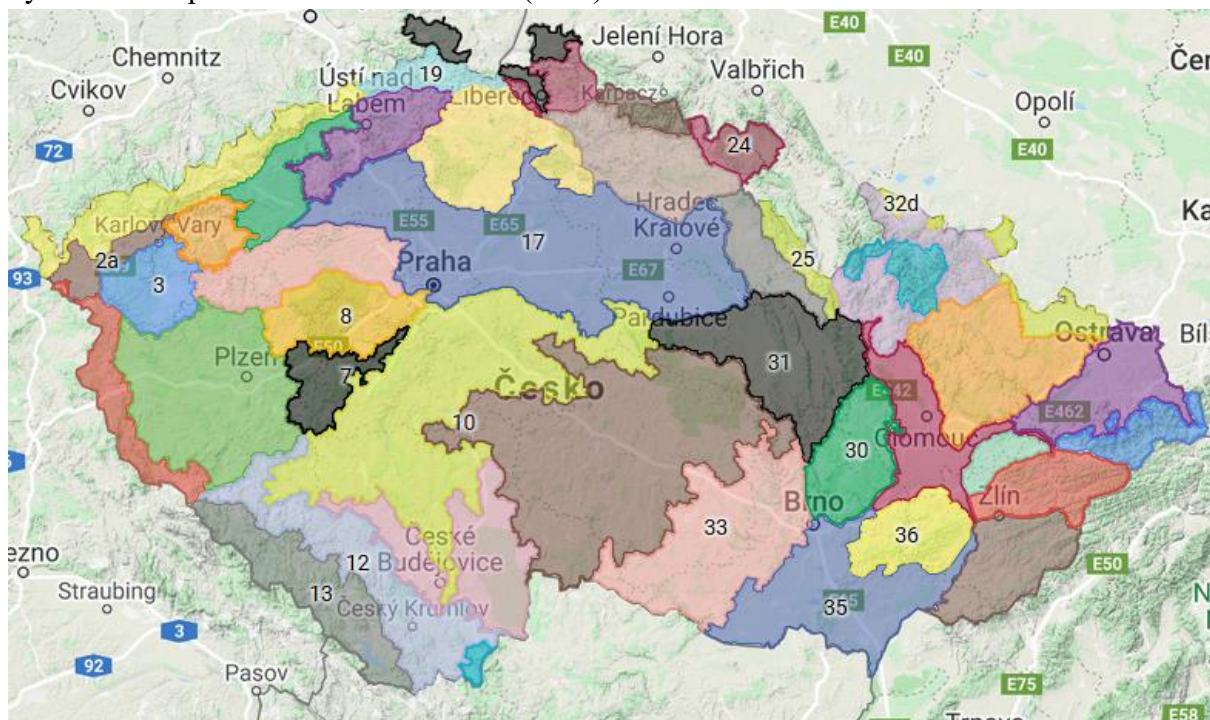 Jelení Hora
E40
E40
Chemnitz
Valbřich
Ústí nad
Labem
19
Liberec
Karpacz
Cvikov
Opolí
E40
72
24
Karlovy Vary
E55
E65
17
Hradec
Králové
32d
2a
3
93
Praha
E67
25
8
Pardubice
Ostrava
E50
Plzeň
7
31
Česko
E442
E462
10
Olomouc
30
Brno
Zlín
33
36
České
Budějovice
12
Český Krumlov
13
Straubing
35
E50
3
92
Pasov
E75
Trnava
E58